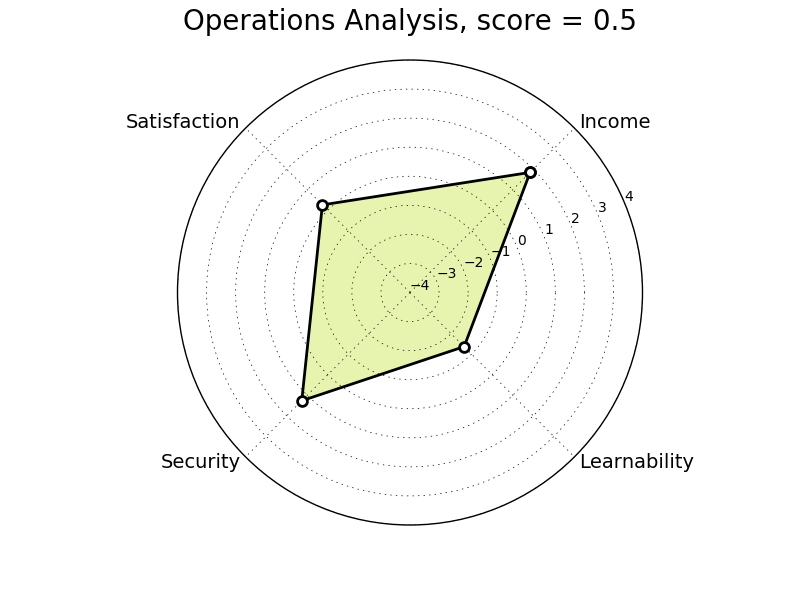 Operations Analysis, score = 0.5
Satisfaction
Income
4
3
2
1
0
−1
−2
−3
−4
Security
Learnability